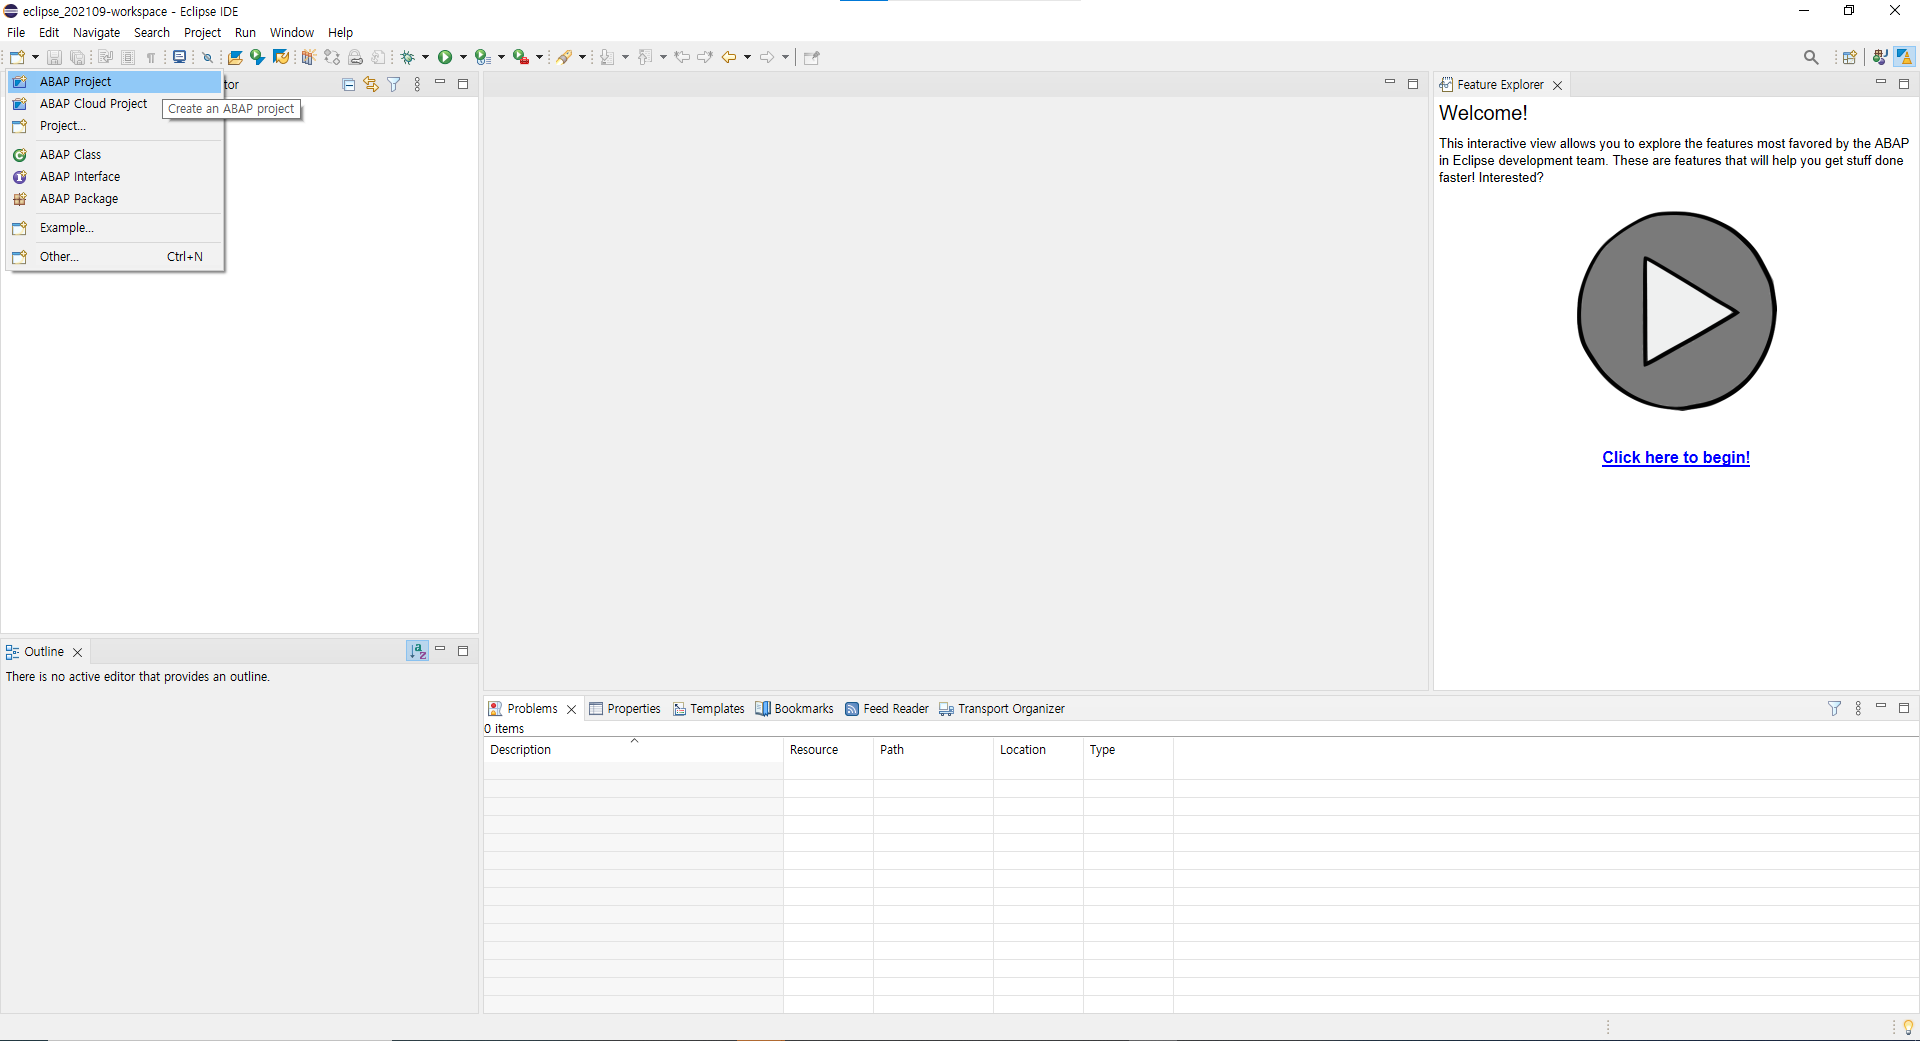 eclipse_202109-workspace - Eclipse IDE
File Edit Navigate Search Project Run Window Help
ABAP Project
tor
ABAP Cloud Project
Create an ABAP project
Project...
ABAP Class
ABAP Interface
ABAP Package
Example...
Other... Ctrl+N
Feature Explorer
Welcome!
This interactive view allows you to explore the features most favored by the ABAP
in Eclipse development team. These are features that will help you get stuff done
faster! Interested?
Click here to begin!
Outline
There is no active editor that provides an outline.
Problems Properties Templates Bookmarks Feed Reader Transport Organizer
0 items
Description Resource Path Location Type